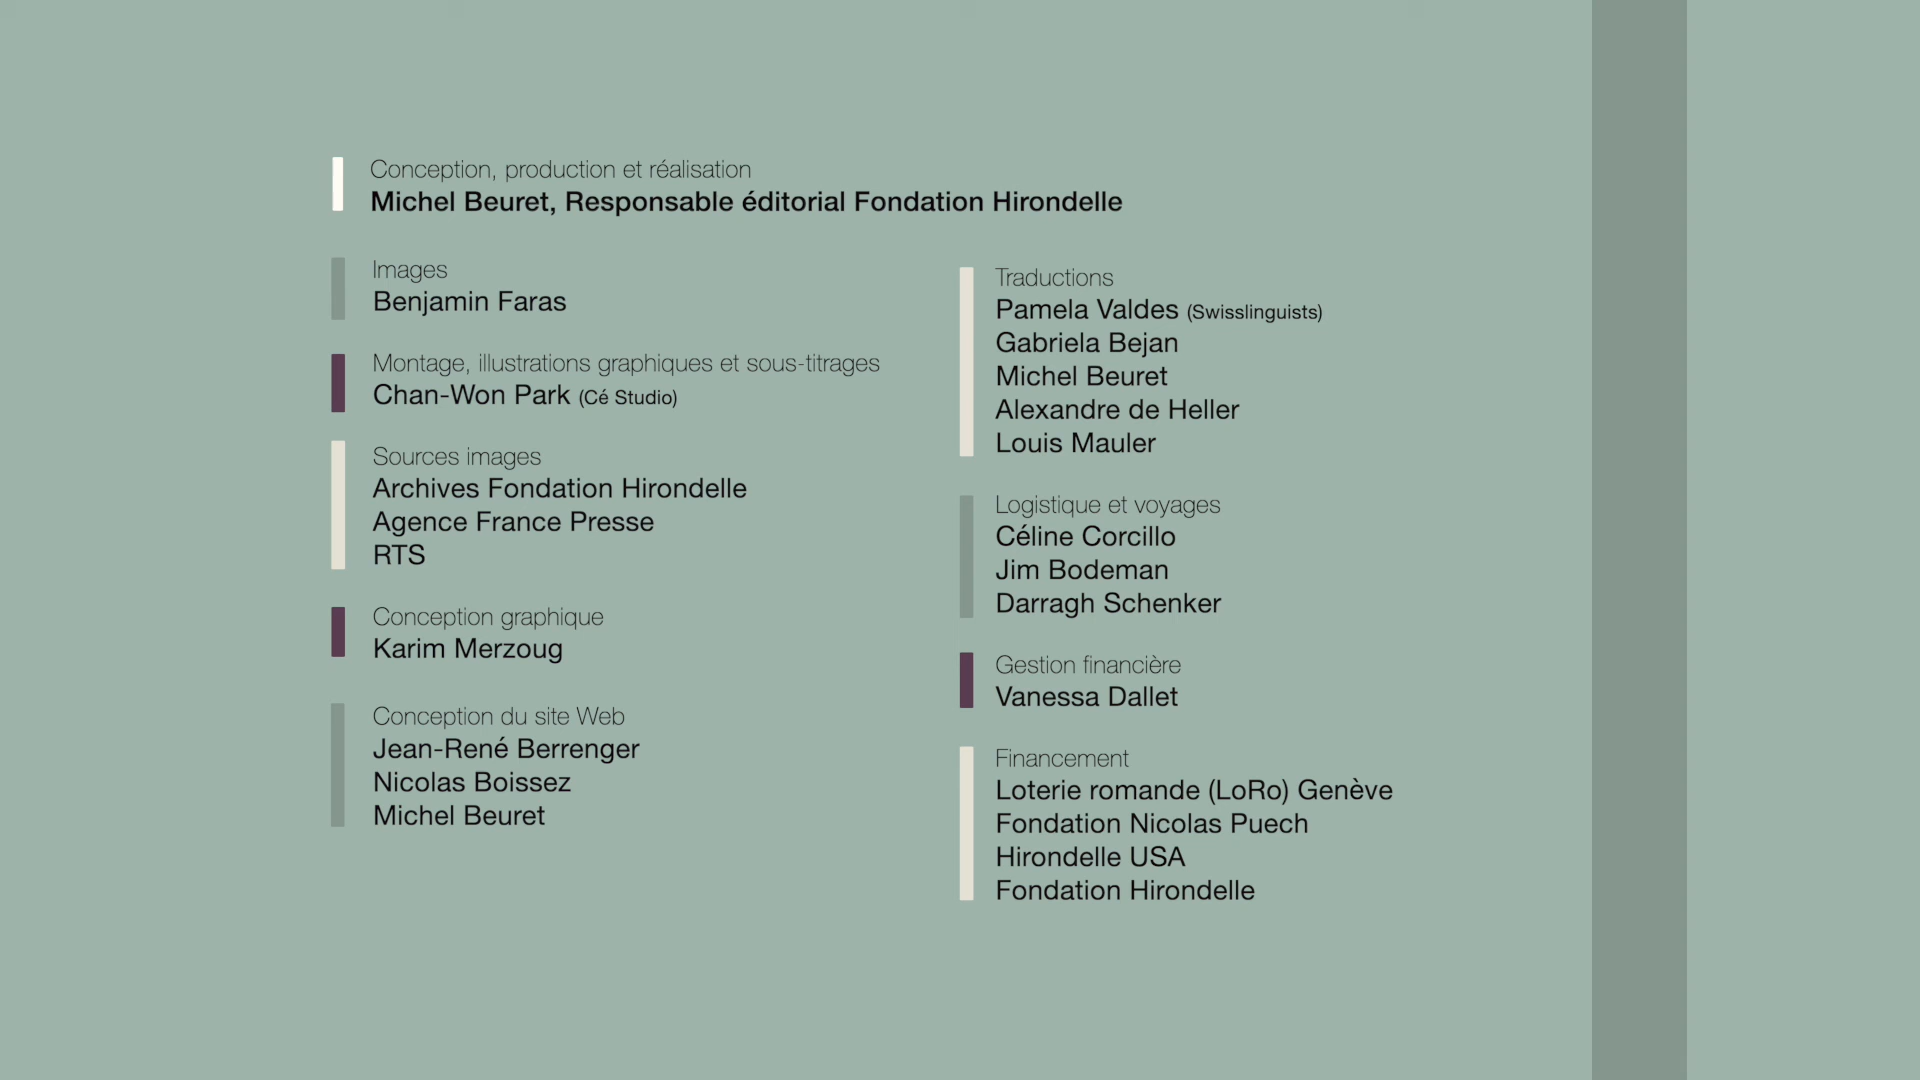 Conception, production et réalisation
Michel Beuret, Responsable éditorial Fondation Hirondelle
Images
Benjamin Faras
Montage, illustrations graphiques et sous-titrages
Chan-Won Park (Cé Studio)
Sources images
Archives Fondation Hirondelle
Agence France Presse
RTS
Conception graphique
Karim Merzoug
Conception du site Web
Jean-René Berrenger
Nicolas Boissez
Michel Beuret
Traductions
Pamela Valdes (Swisslinguists)
Gabriela Bejan
Michel Beuret
Alexandre de Heller
Louis Mauler
Logistique et voyages
Céline Corcillo
Jim Bodeman
Darragh Schenker
Gestion financière
Vanessa Dallet
Financement
Loterie romande (LoRo) Genève
Fondation Nicolas Puech
Hirondelle USA
Fondation Hirondelle